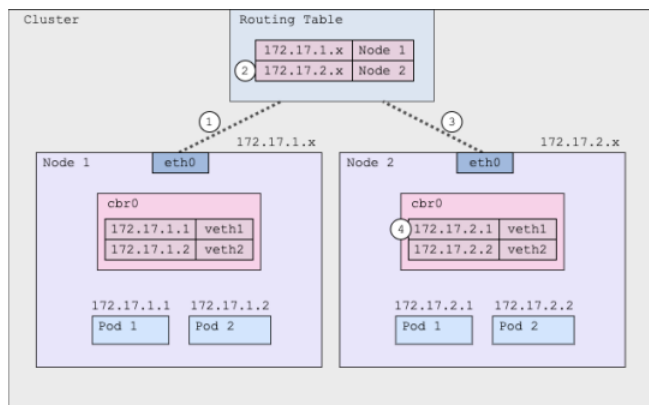 Cluster
Routing Table
172.17.1.x Node 1
2 172.17.2.x Node 2
1
3
172.17.1.x
172.17.2.x
Node 1
eth0
Node 2
eth0
cbr0
172.17.1.1 veth1
172.17.1.2 veth2
cbr0
4 172.17.2.1 veth1
172.17.2.2 veth2
172.17.1.1
172.17.1.2
Pod 1
Pod 2
172.17.2.1
172.17.2.2
Pod 1
Pod 2